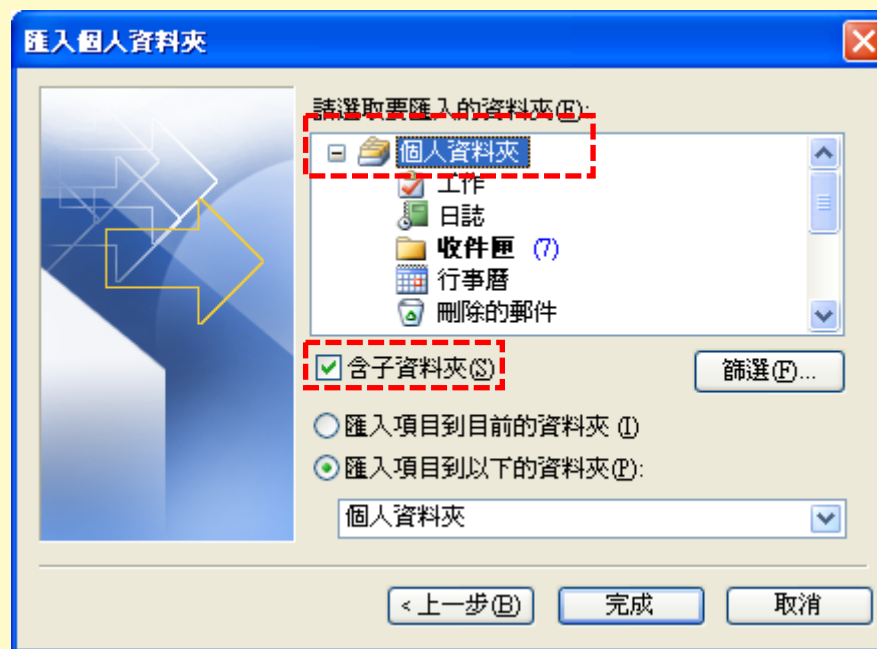 匯入個人資料夾
請選取要匯入的資料夾(E):
個人資料夾
工作
日誌
收件匣 (7)
行事曆
刪除的郵件
含子資料夾(S)
篩選(F)...
匯入項目到目前的資料夾 (I)
匯入項目到以下的資料夾(P):
個人資料夾
< 上一步(B)
完成
取消